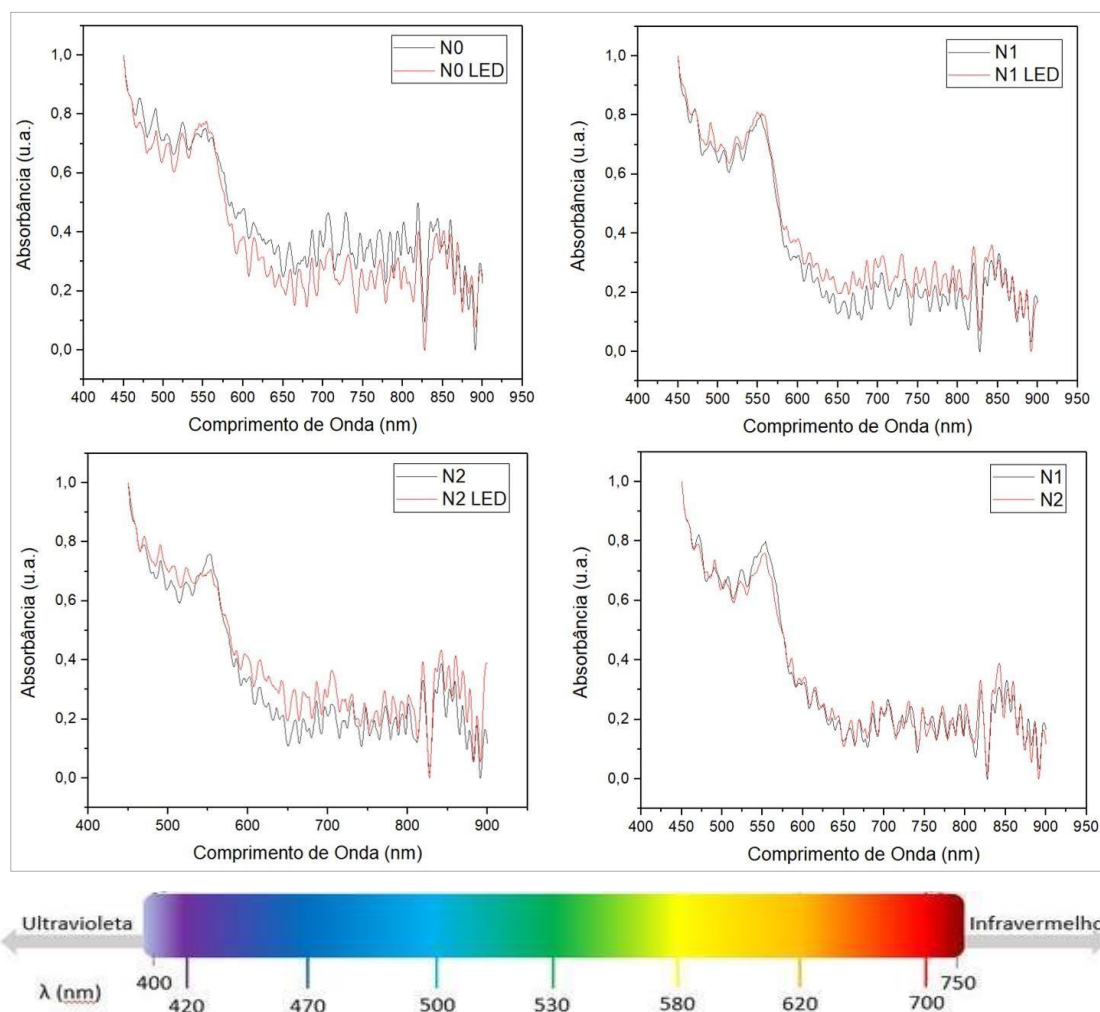 N0
N0 LED
1,0
0,8
0,6
0,4
0,2
0,0
Absorbância (u.a.)
400 450 500 550 600 650 700 750 800 850 900 950
Comprimento de Onda (nm)
N1
N1 LED
1,0
0,8
0,6
0,4
0,2
0,0
Absorbância (u.a.)
400 450 500 550 600 650 700 750 800 850 900 950
Comprimento de Onda (nm)
N2
N2 LED
1,0
0,8
0,6
0,4
0,2
0,0
Absorbância (u.a.)
400 500 600 700 800 900
Comprimento de Onda (nm)
N1
N2
1,0
0,8
0,6
0,4
0,2
0,0
Absorbância (u.a.)
400 450 500 550 600 650 700 750 800 850 900 950
Comprimento de Onda (nm)
Ultravioleta
Infravermelho
λ (nm)
400 420 470 500 530 580 620 700 750